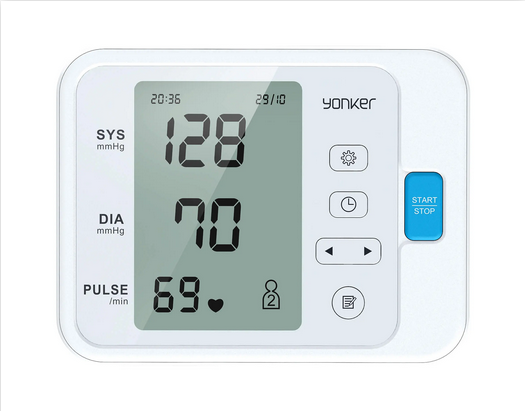 20:36 29/10
yonker
SYS
mmHg
128
DIA
mmHg
70
START
STOP
PULSE
/min
69
2